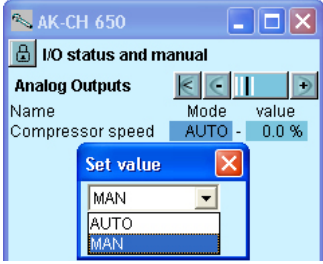 AK-CH 650
I/O status and manual
Analog Outputs
Name Mode value
Compressor speed AUTO - 0.0 %
Set value
MAN
AUTO
MAN